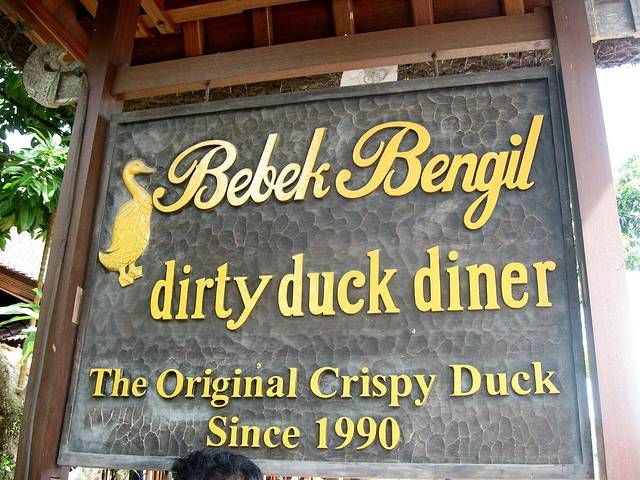 Bebek Bengil
dirty duck diner
The Original Crispy Duck
Since 1990